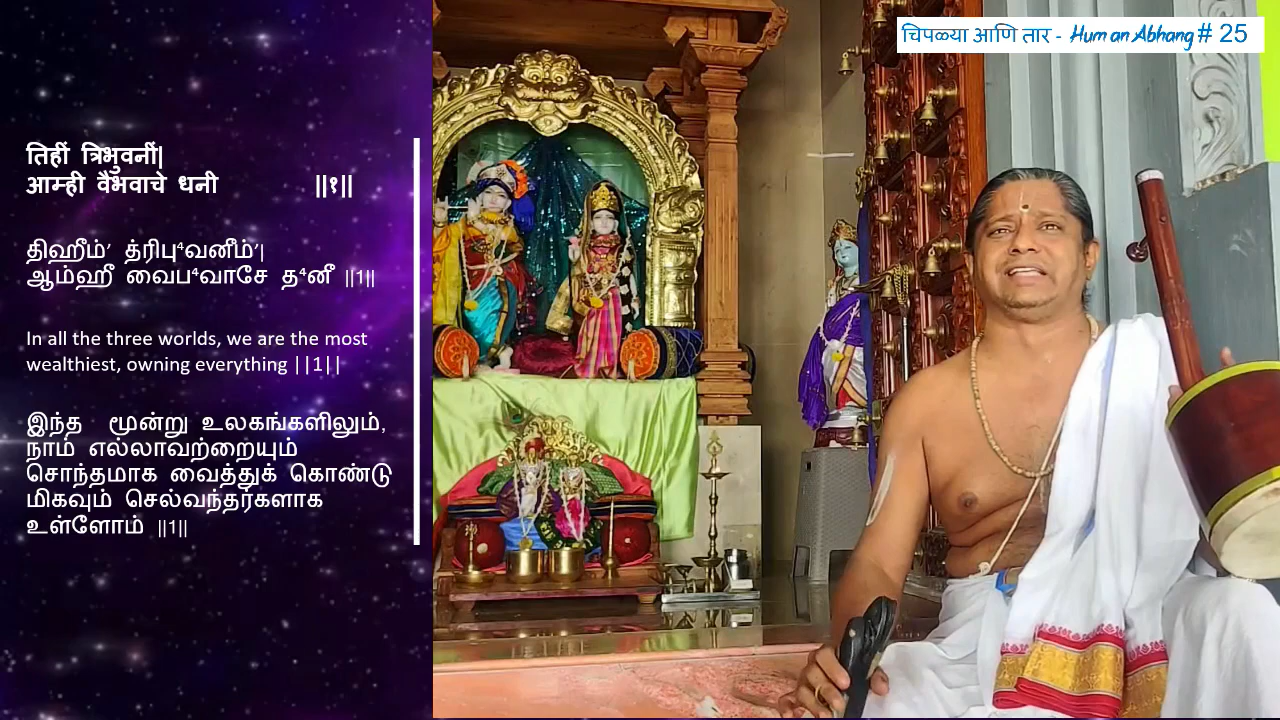 चिपळ्या आणि तार - Hum an Abhang # 25
तिहीं त्रिभुवनीं|
आम्ही वैभवाचे धनी ||१||
திஹீம்’ த்ரிபு⁴வனீம்’|
ஆம்ஹீ வைப⁴வாசே த⁴னீ ||1||
In all the three worlds, we are the most
wealthiest, owning everything ||1||
இந்த மூன்று உலகங்களிலும்,
நாம் எல்லாவற்றையும்
சொந்தமாக வைத்துக் கொண்டு
மிகவும் செல்வந்தர்களாக
உள்ளோம் ||1||